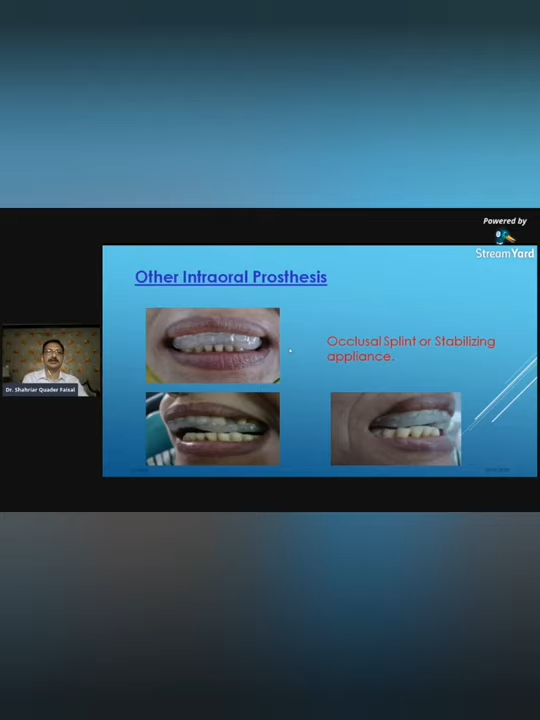 Powered by
StreamYard
Other Intraoral Prosthesis
Occlusal Splint or Stabilizing
appliance.
Dr. Shahriar Quader Faisal